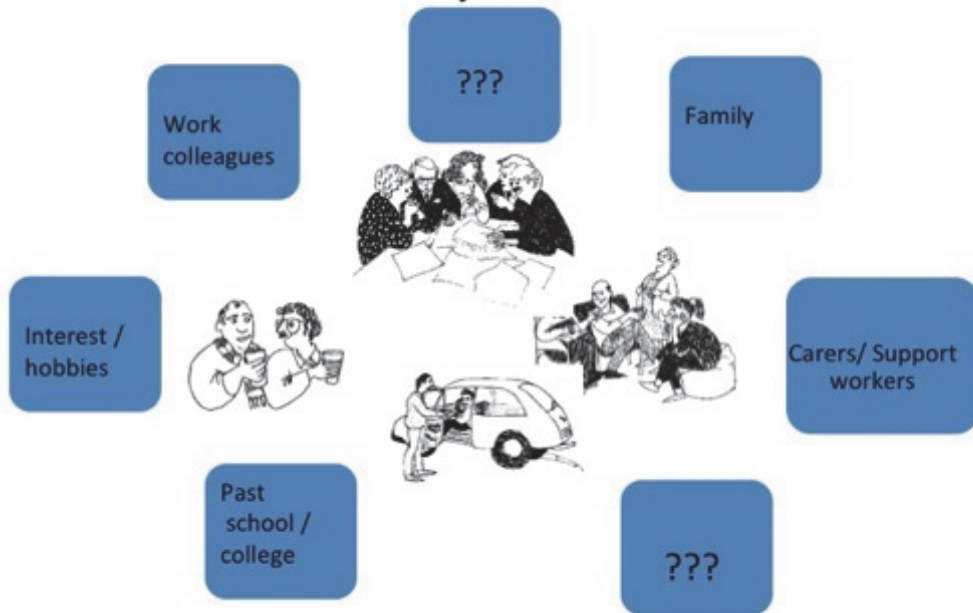 ???
Work
colleagues
Family
Interest /
hobbies
Carers/ Support
workers
Past
school /
college
???